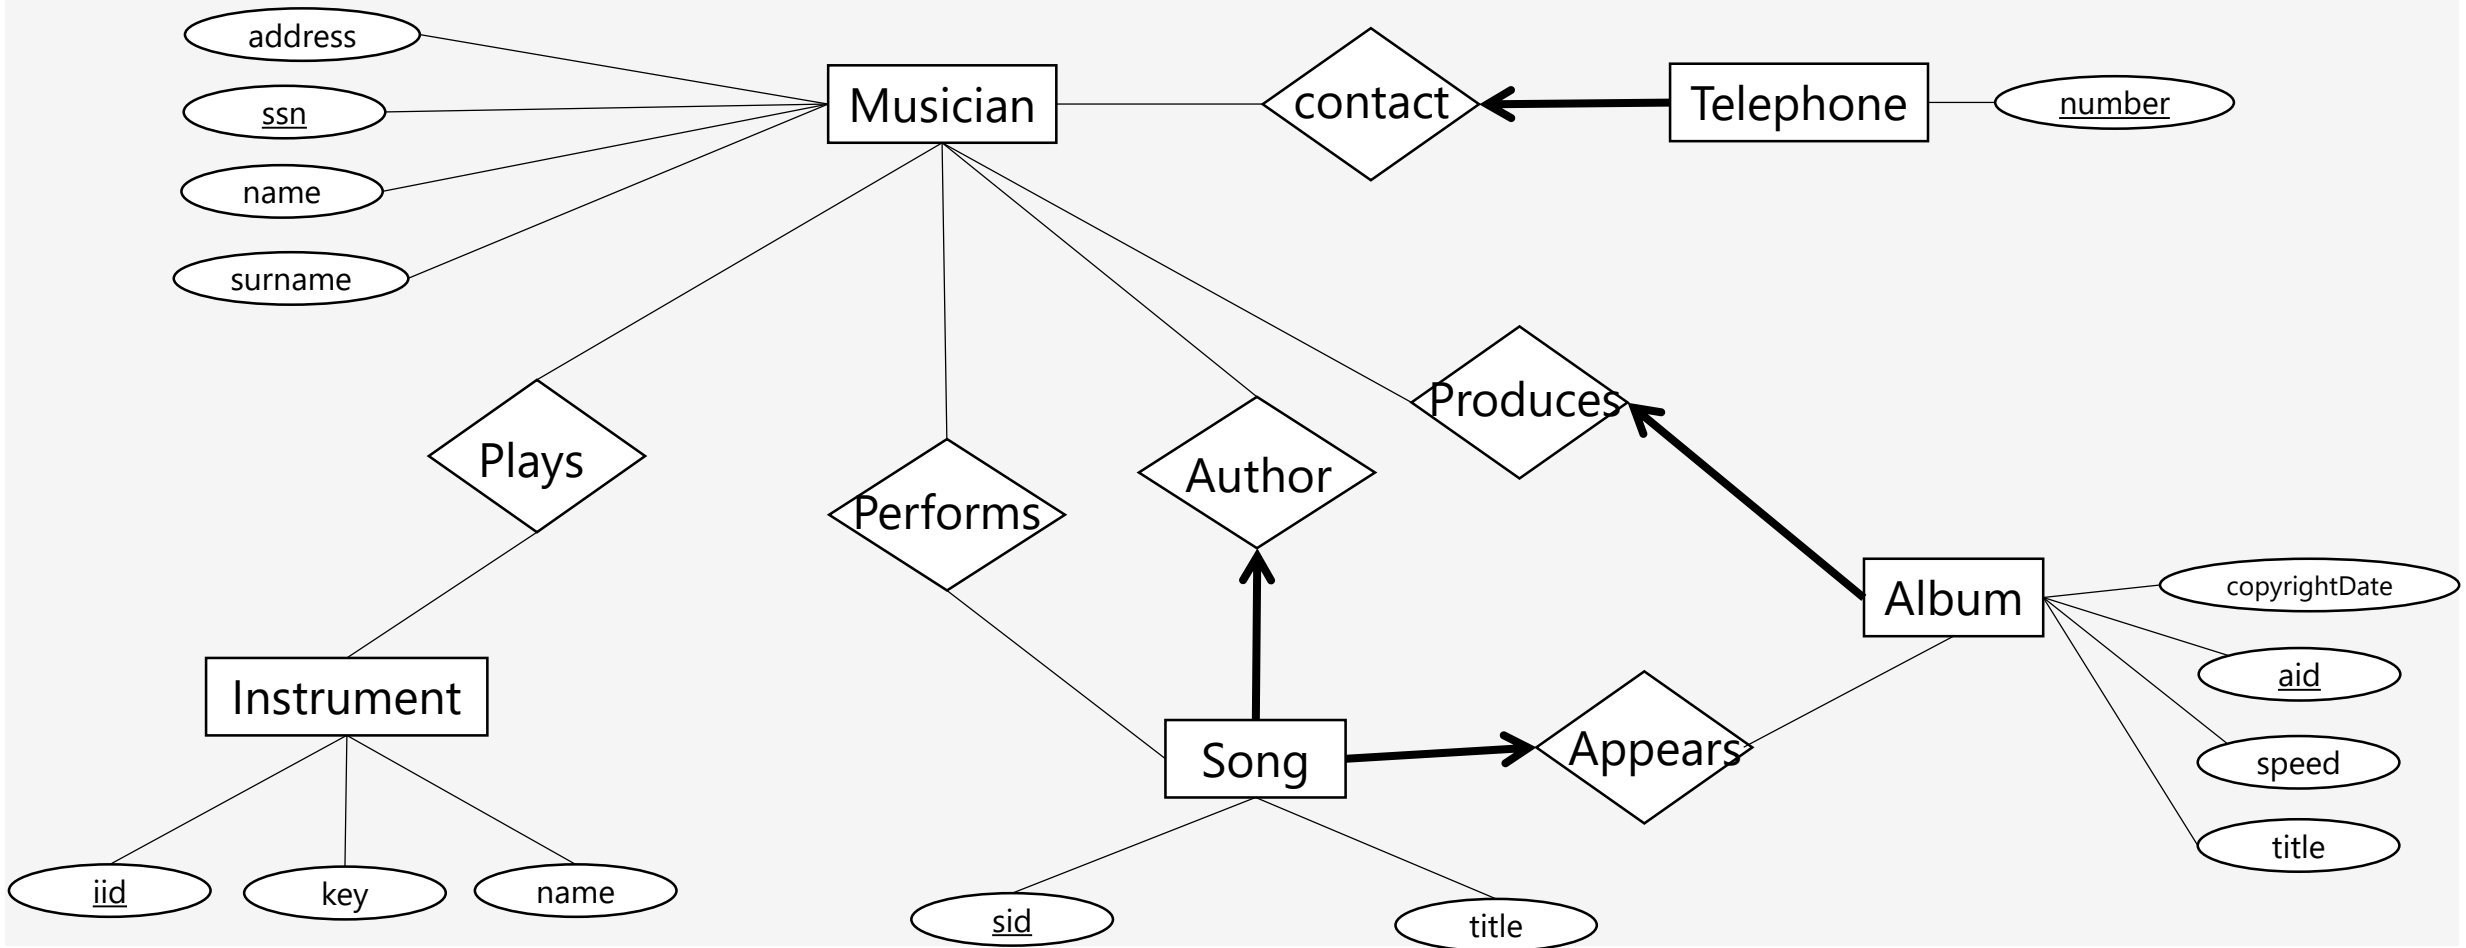 address
ssn
name
surname
Musician
contact
Telephone
number
Plays
Performs
Author
Produces
Instrument
Song
Appears
Album
copyrightDate
aid
speed
title
iid
key
name
sid
title